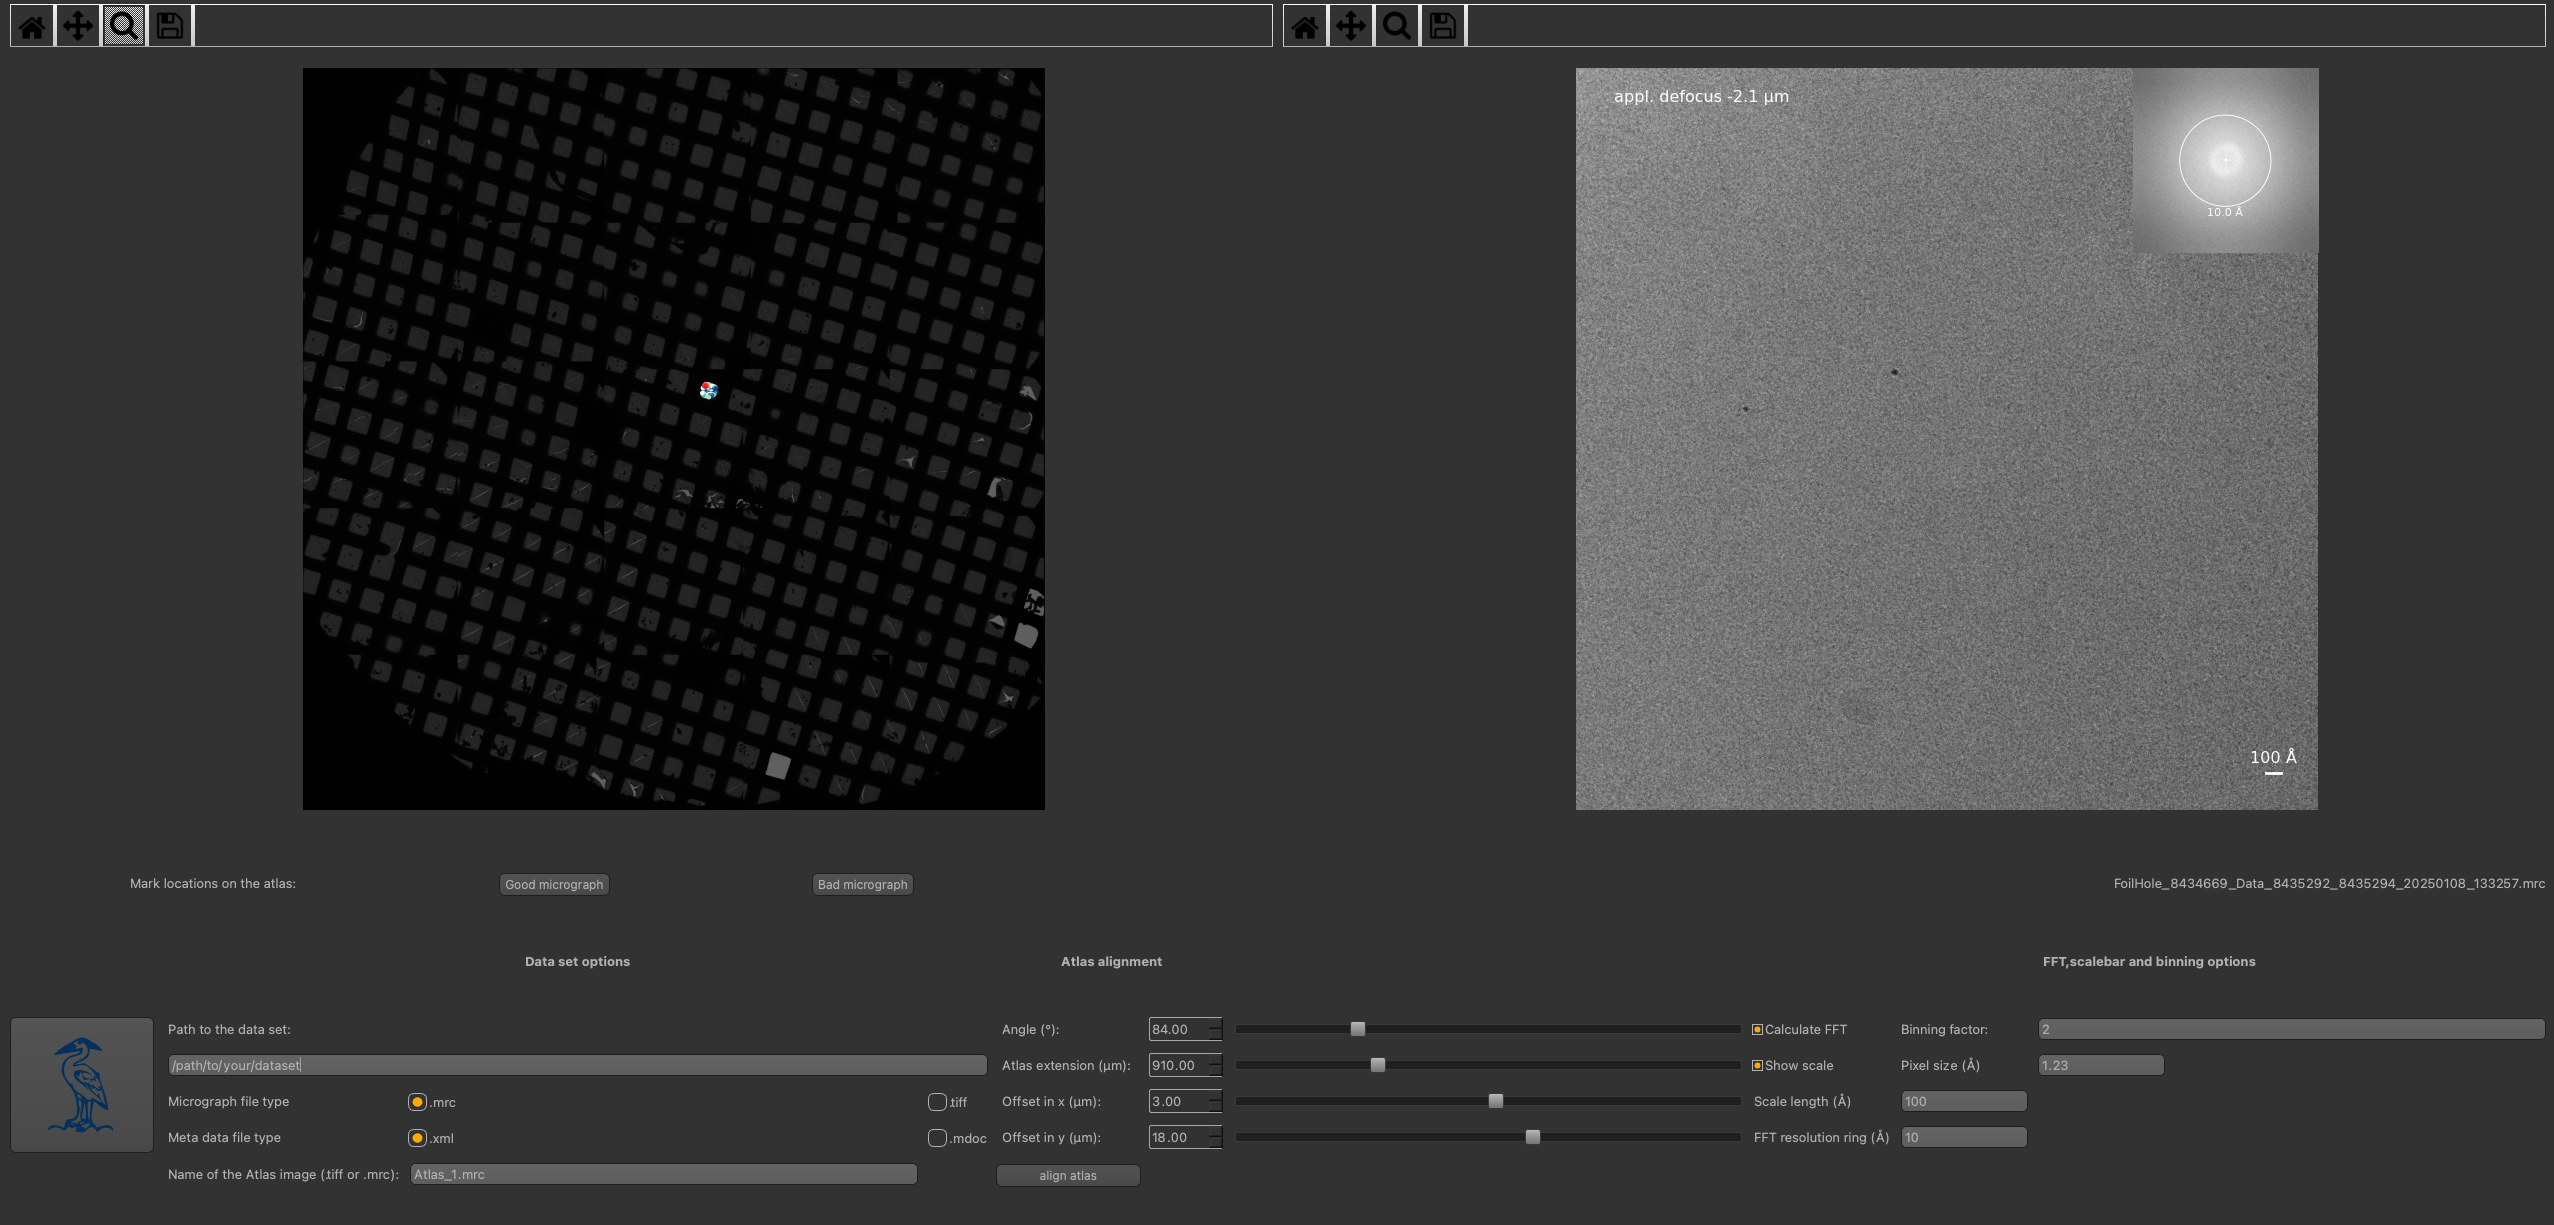 appl. defocus -2.1 μm
10.0 Å
100 Å
Mark locations on the atlas:
Good micrograph
Bad micrograph
FoilHole_8434669_Data_8435292_8435294_20250108_133257.mrc
Data set options
Atlas alignment
FFT,scalebar and binning options
Path to the data set:
Angle (º):
84.00
Calculate FFT
Binning factor:
2
/path/to/your/dataset
Atlas extension (μm):
910.00
Show scale
Pixel size (Å)
1.23
Micrograph file type
.mrc
.tiff
Offset in x (μm):
3.00
Scale length (Å)
100
Meta data file type
.xml
.mdoc
Offset in y (μm):
18.00
FFT resolution ring (Å)
10
Name of the Atlas image (.tiff or .mrc):
Atlas_1.mrc
align atlas